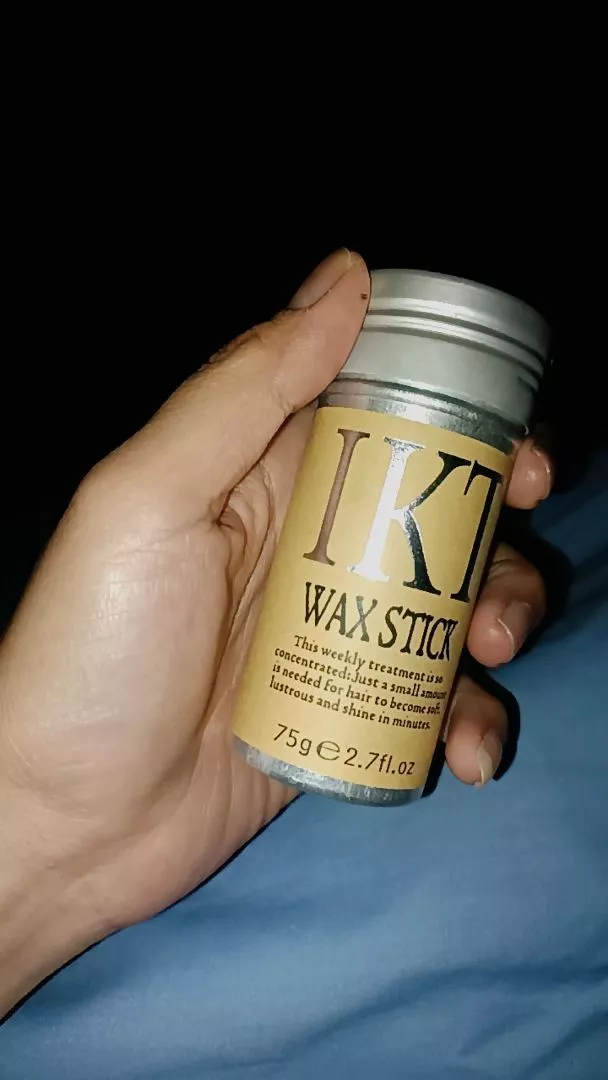 IKT
WAX STICK
This weekly treatment is so
concentrated: Just a small amount
is needed for hair to become soft,
lustrous and shine in minutes.
75g℮2.7fl.oz